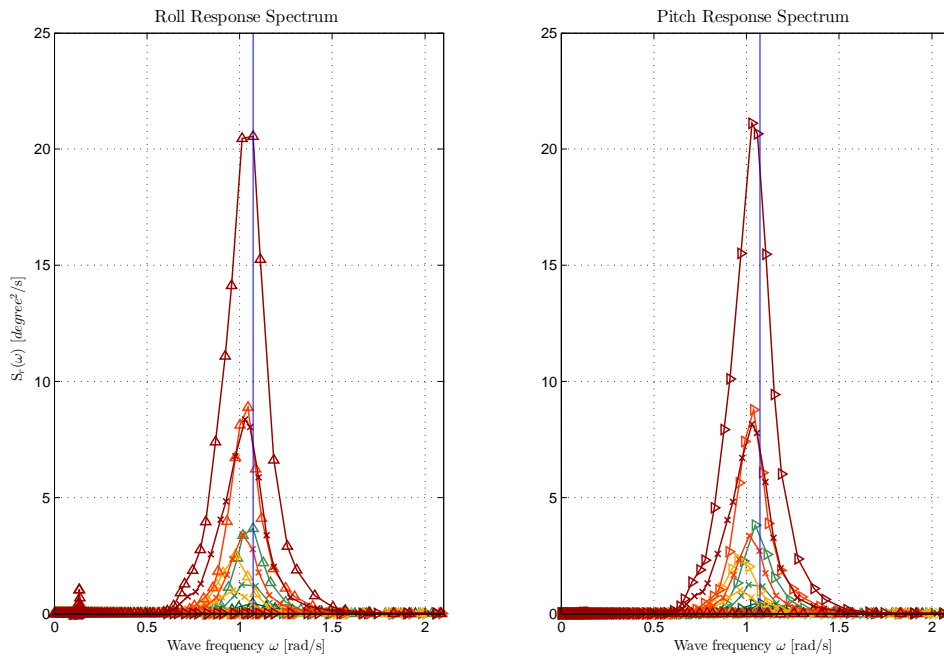 Roll Response Spectrum
25
20
15
10
5
0
0 0.5 1 1.5 2
Wave frequency ω [rad/s]
S_r(ω) [degree²/s]
Pitch Response Spectrum
25
20
15
10
5
0
0 0.5 1 1.5 2
Wave frequency ω [rad/s]